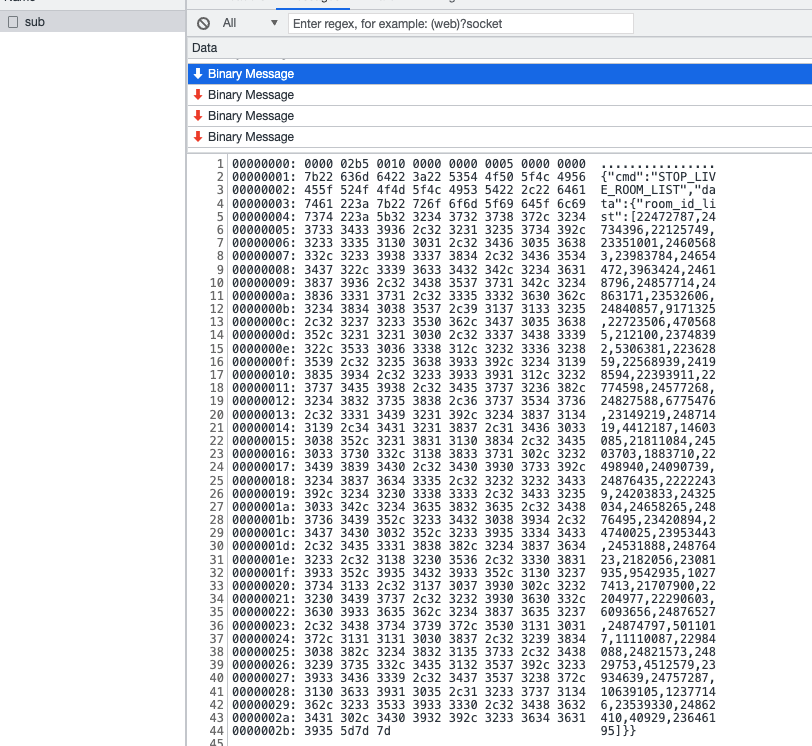 sub
All
Enter regex, for example: (web)?socket
Data
Binary Message
Binary Message
Binary Message
Binary Message
1 00000000: 0000 02b5 0010 0000 0000 0005 0000 0000 ................
2 00000001: 7b22 636d 6422 3a22 5354 4f50 5f4c 4956 {"cmd":"STOP_LIV
3 00000002: 455f 524f 4f4d 5f4c 4953 5422 2c22 6461 E_ROOM_LIST","da
4 00000003: 7461 223a 7b22 726f 6f6d 5f69 645f 6c69 ta":{"room_id_li
5 00000004: 7374 223a 5b32 3234 3732 3738 372c 3234 st":[22472787,24
6 00000005: 3733 3433 3936 2c32 3231 3235 3734 392c 734396,22125749,
7 00000006: 3233 3335 3130 3031 2c32 3436 3035 3638 23351001,2460568
8 00000007: 332c 3233 3938 3337 3834 2c32 3436 3534 3,23983784,24654
9 00000008: 3437 322c 3339 3633 3432 342c 3234 3631 472,3963424,2461
10 00000009: 3837 3936 2c32 3438 3537 3731 342c 3234 8796,24857714,24
11 0000000a: 3836 3331 3731 2c32 3335 3332 3630 362c 863171,23532606,
12 0000000b: 3234 3834 3038 3537 2c39 3137 3133 3235 24840857,9171325
13 0000000c: 2c32 3237 3233 3530 362c 3437 3035 3638 ,22723506,470568
14 0000000d: 352c 3231 3231 3030 2c32 3337 3438 3339 5,212100,2374839
15 0000000e: 322c 3533 3036 3338 312c 3232 3336 3238 2,5306381,223628
16 0000000f: 3539 2c32 3235 3638 3933 392c 3234 3139 59,22568939,2419
17 00000010: 3835 3934 2c32 3233 3933 3931 312c 3232 8594,22393911,22
18 00000011: 3737 3435 3938 2c32 3435 3737 3236 382c 774598,24577268,
19 00000012: 3234 3832 3735 3838 2c36 3737 3534 3736 24827588,6775476
20 00000013: 2c32 3331 3439 3231 392c 3234 3837 3134 ,23149219,248714
21 00000014: 3139 2c34 3431 3231 3837 2c31 3436 3033 19,4412187,14603
22 00000015: 3038 352c 3231 3831 3130 3834 2c32 3435 085,21811084,245
23 00000016: 3033 3730 332c 3138 3833 3731 302c 3232 03703,1883710,22
24 00000017: 3439 3839 3430 2c32 3430 3930 3733 392c 498940,24090739,
25 00000018: 3234 3837 3634 3335 2c32 3232 3232 3433 24876435,2222243
26 00000019: 392c 3234 3230 3338 3333 2c32 3433 3235 9,24203833,24325
27 0000001a: 3033 342c 3234 3635 3832 3635 2c32 3438 034,24658265,248
28 0000001b: 3736 3439 352c 3233 3432 3038 3934 2c32 76495,23420894,2
29 0000001c: 3437 3430 3032 352c 3233 3935 3334 3433 4740025,23953443
30 0000001d: 2c32 3435 3331 3838 382c 3234 3837 3634 ,24531888,248764
31 0000001e: 3233 2c32 3138 3230 3536 2c32 3330 3831 23,2182056,23081
32 0000001f: 3933 352c 3935 3432 3933 352c 3130 3237 935,9542935,1027
33 00000020: 3734 3133 2c32 3137 3037 3930 302c 3232 7413,21707900,22
34 00000021: 3230 3439 3737 2c32 3232 3930 3630 332c 204977,22290603,
35 00000022: 3630 3933 3635 362c 3234 3837 3635 3237 6093656,24876527
36 00000023: 2c32 3438 3734 3739 372c 3530 3131 3031 ,24874797,501101
37 00000024: 372c 3131 3131 3030 3837 2c32 3239 3834 7,11110087,22984
38 00000025: 3038 382c 3234 3832 3135 3733 2c32 3438 088,24821573,248
39 00000026: 3239 3735 332c 3435 3132 3537 392c 3233 29753,4512579,23
40 00000027: 3933 3436 3339 2c32 3437 3537 3238 372c 934639,24757287,
41 00000028: 3130 3633 3931 3035 2c31 3233 3737 3134 10639105,1237714
42 00000029: 362c 3233 3533 3933 3330 2c32 3438 3632 6,23539330,24862
43 0000002a: 3431 302c 3430 3932 392c 3233 3634 3631 410,40929,236461
44 0000002b: 3935 5d7d 7d 95]}}
45